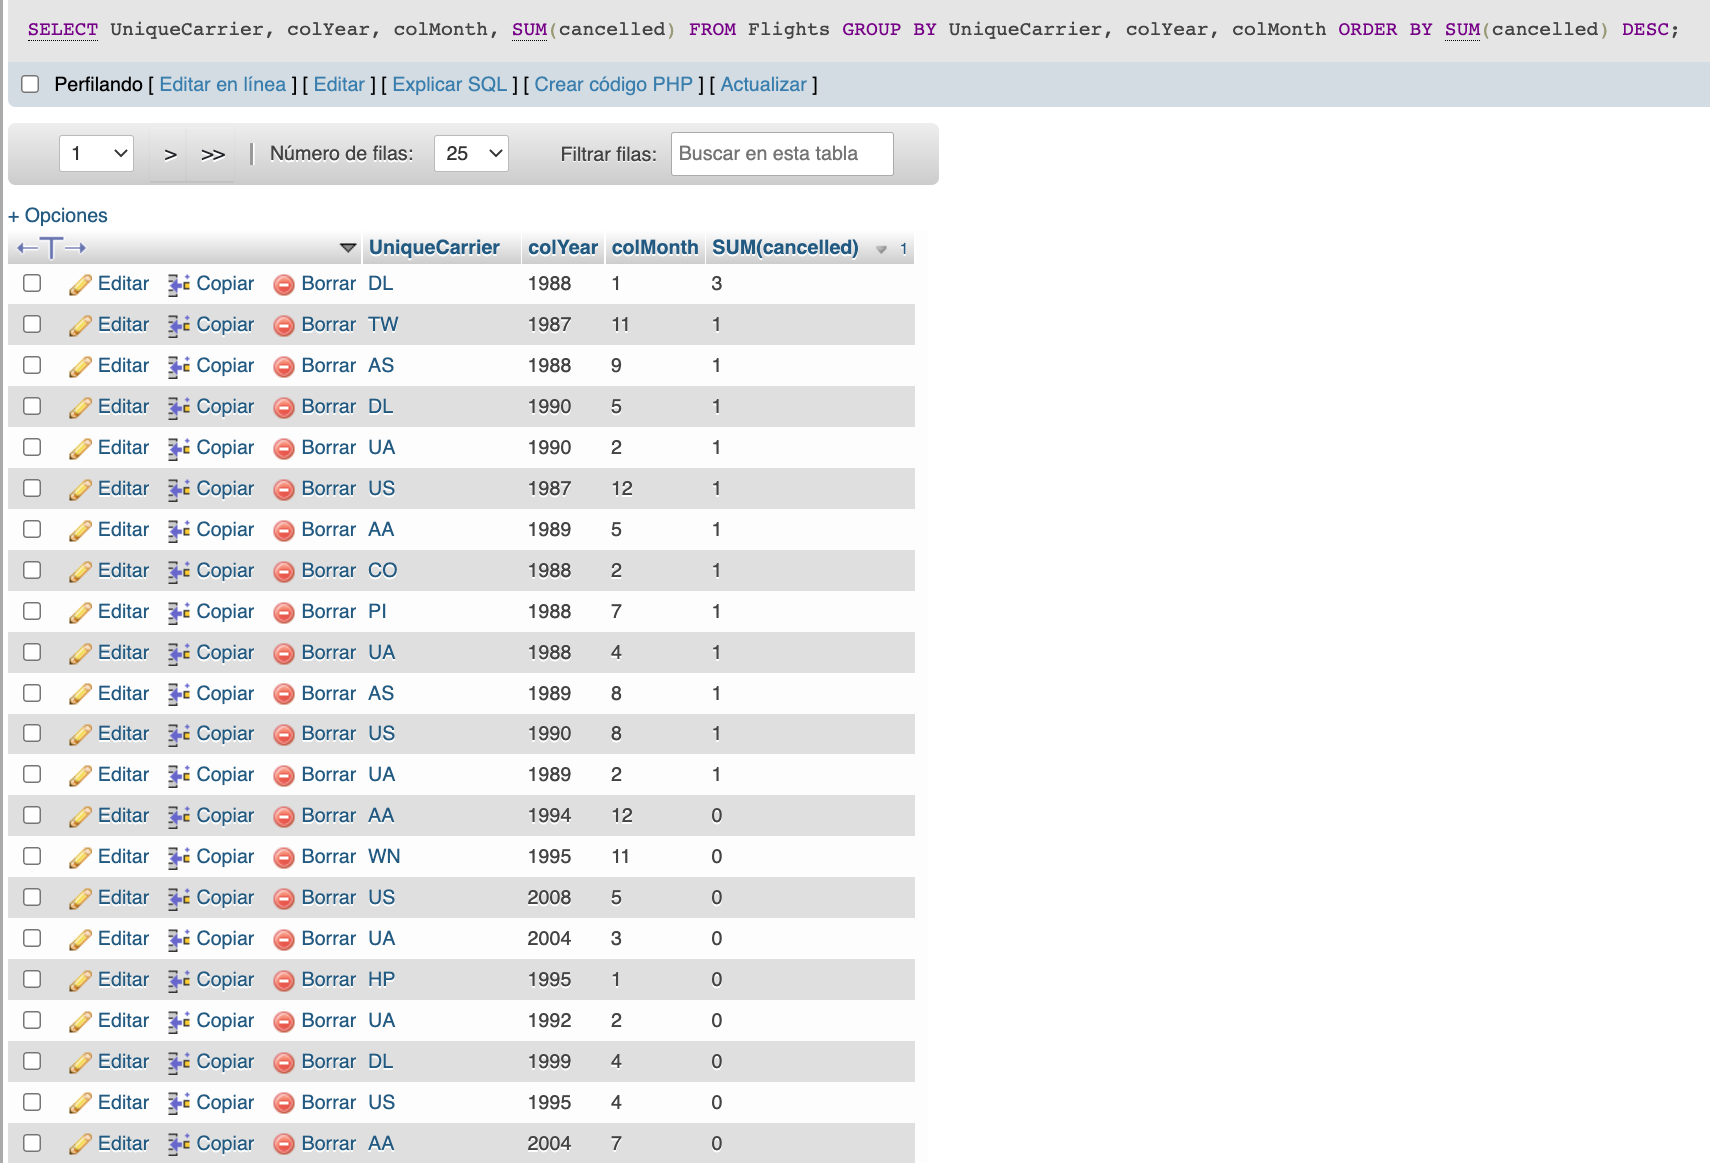 SELECT UniqueCarrier, colYear, colMonth, SUM(cancelled) FROM Flights GROUP BY UniqueCarrier, colYear, colMonth ORDER BY SUM(cancelled) DESC;
Perfilando [ Editar en línea ] [ Editar ] [ Explicar SQL ] [ Crear código PHP ] [ Actualizar ]
1 > >> | Número de filas: 25 Filtrar filas: Buscar en esta tabla
+ Opciones
←T→ UniqueCarrier colYear colMonth SUM(cancelled) 1
Editar Copiar Borrar DL 1988 1 3
Editar Copiar Borrar TW 1987 11 1
Editar Copiar Borrar AS 1988 9 1
Editar Copiar Borrar DL 1990 5 1
Editar Copiar Borrar UA 1990 2 1
Editar Copiar Borrar US 1987 12 1
Editar Copiar Borrar AA 1989 5 1
Editar Copiar Borrar CO 1988 2 1
Editar Copiar Borrar PI 1988 7 1
Editar Copiar Borrar UA 1988 4 1
Editar Copiar Borrar AS 1989 8 1
Editar Copiar Borrar US 1990 8 1
Editar Copiar Borrar UA 1989 2 1
Editar Copiar Borrar AA 1994 12 0
Editar Copiar Borrar WN 1995 11 0
Editar Copiar Borrar US 2008 5 0
Editar Copiar Borrar UA 2004 3 0
Editar Copiar Borrar HP 1995 1 0
Editar Copiar Borrar UA 1992 2 0
Editar Copiar Borrar DL 1999 4 0
Editar Copiar Borrar US 1995 4 0
Editar Copiar Borrar AA 2004 7 0